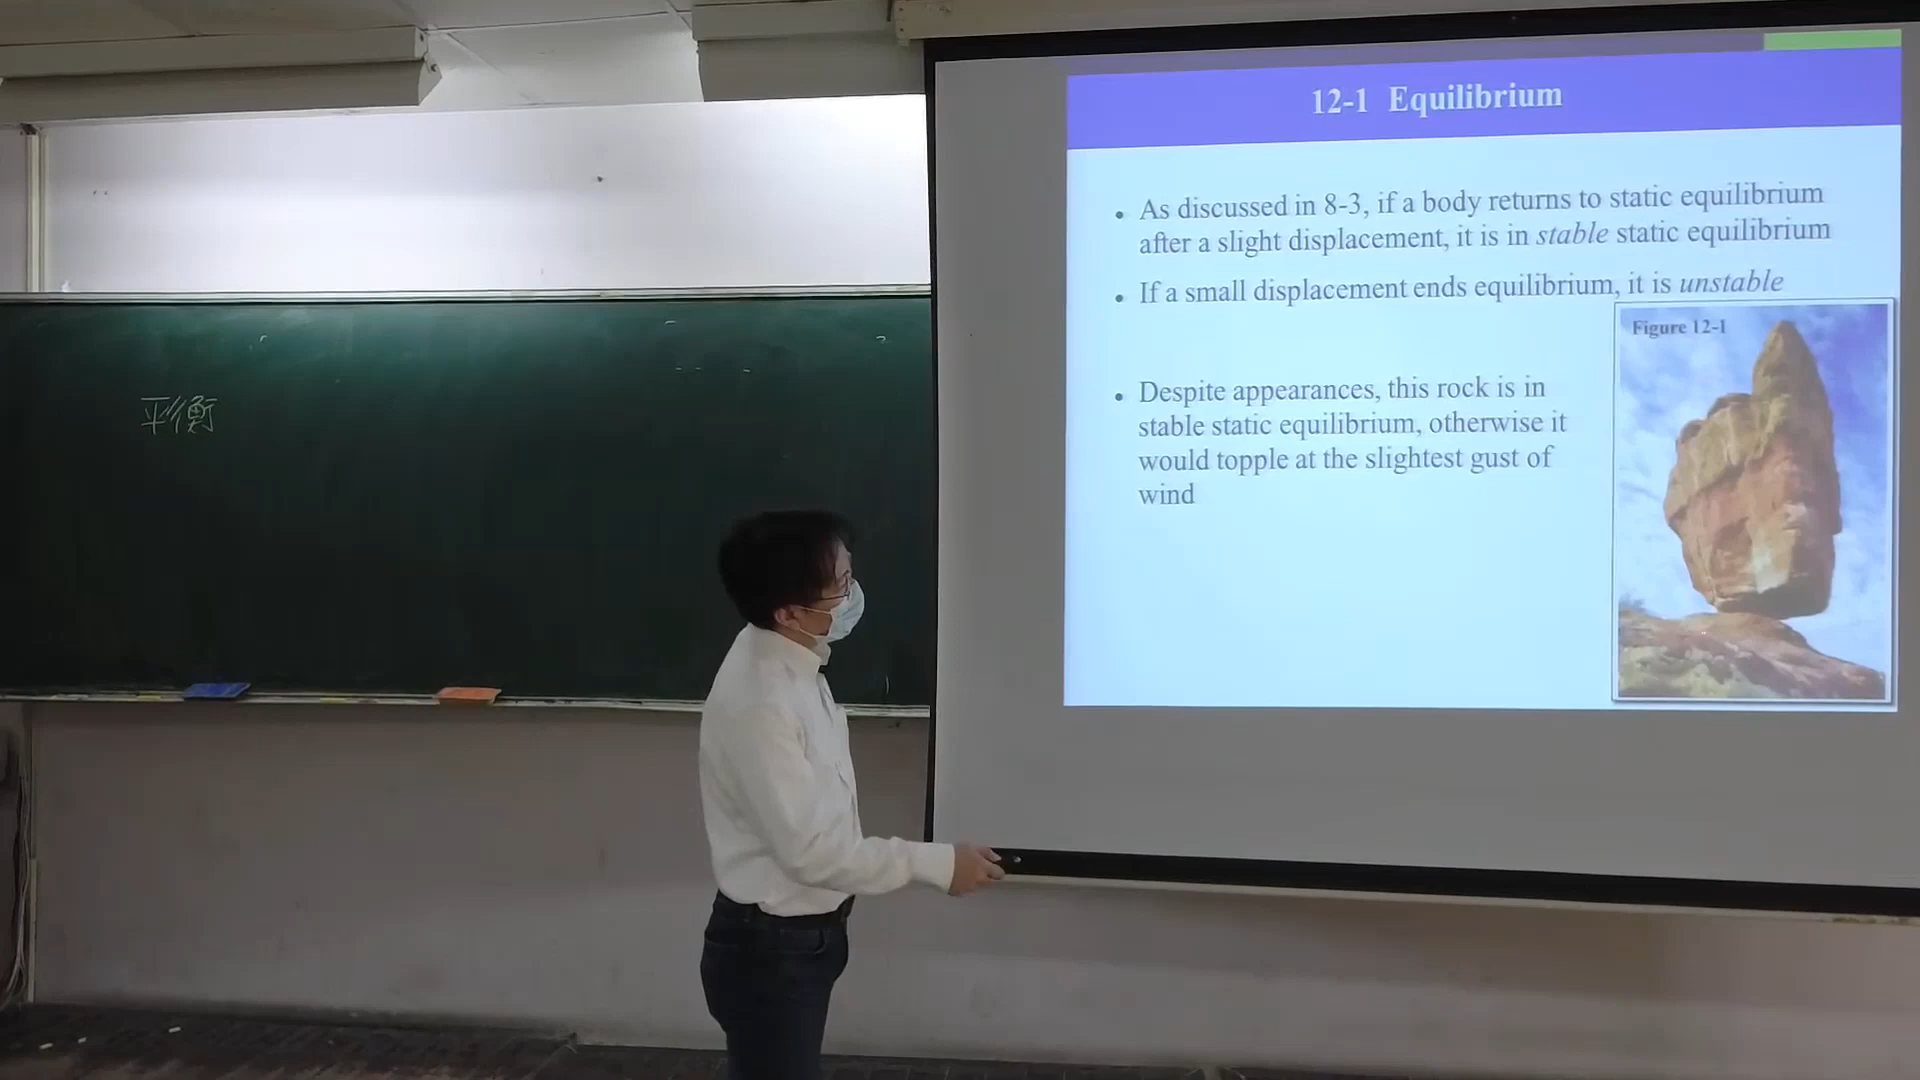 平衡
12-1 Equilibrium
• As discussed in 8-3, if a body returns to static equilibrium
after a slight displacement, it is in stable static equilibrium
• If a small displacement ends equilibrium, it is unstable
Figure 12-1
• Despite appearances, this rock is in
stable static equilibrium, otherwise it
would topple at the slightest gust of
wind